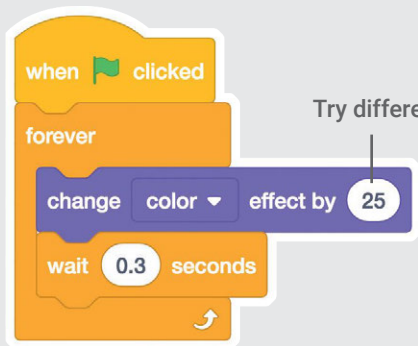 when clicked
Try differe
forever
change color effect by 25
wait 0.3 seconds